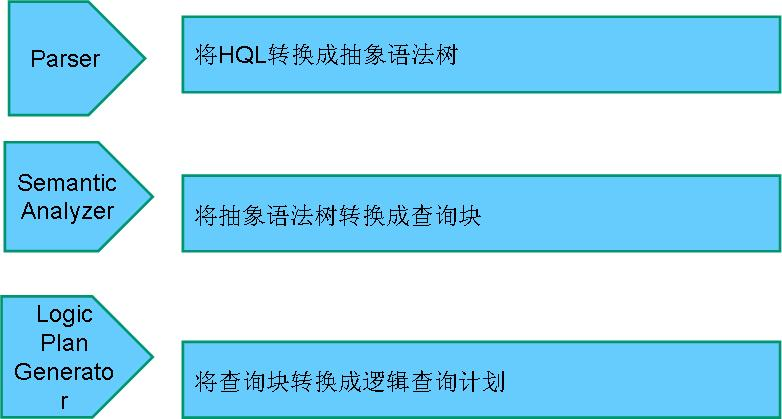 Parser
将HQL转换成抽象语法树
Semantic
Analyzer
将抽象语法树转换成查询块
Logic
Plan
Generato
r
将查询块转换成逻辑查询计划